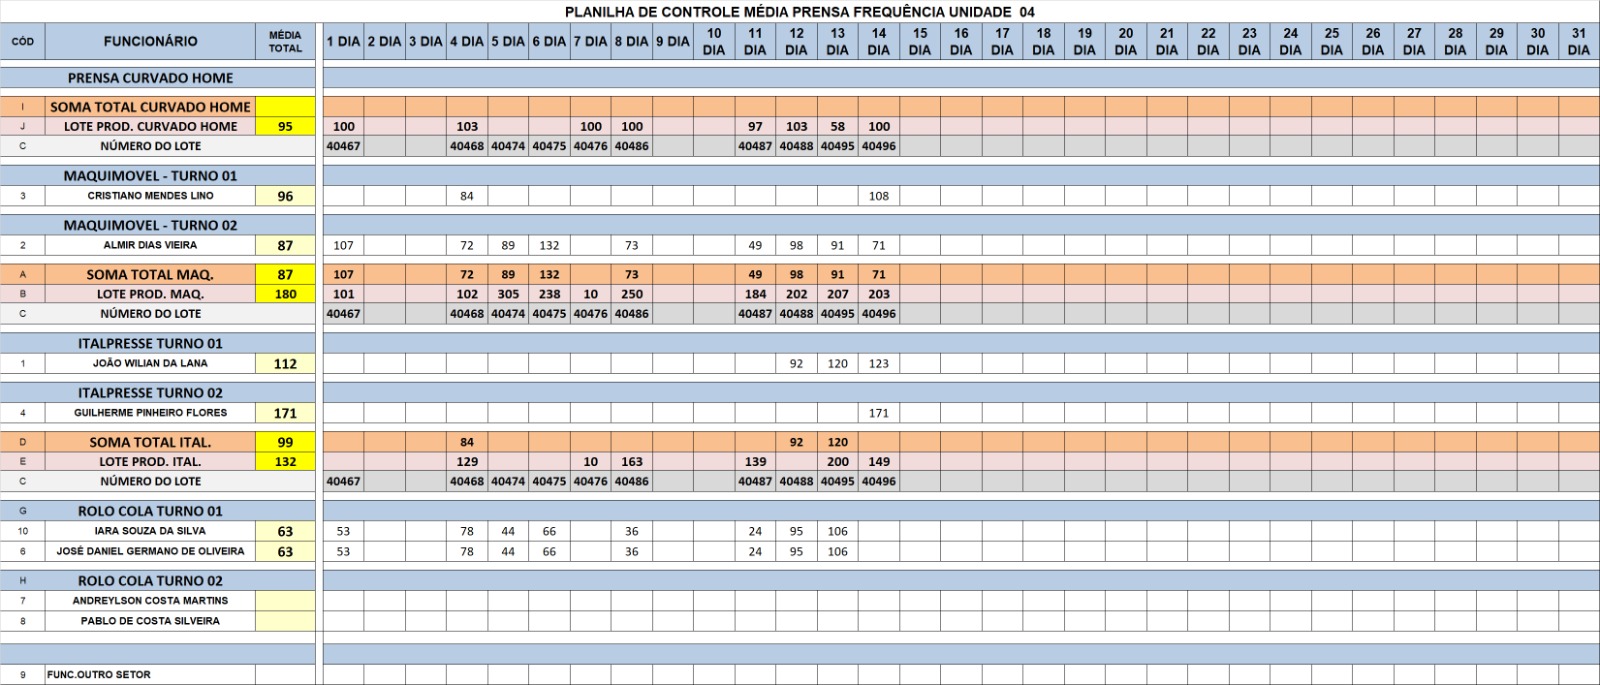 PLANILHA DE CONTROLE MÉDIA PRENSA FREQUÊNCIA UNIDADE 04
CÓD FUNCIONÁRIO MÉDIA TOTAL 1 DIA 2 DIA 3 DIA 4 DIA 5 DIA 6 DIA 7 DIA 8 DIA 9 DIA 10 DIA 11 DIA 12 DIA 13 DIA 14 DIA 15 DIA 16 DIA 17 DIA 18 DIA 19 DIA 20 DIA 21 DIA 22 DIA 23 DIA 24 DIA 25 DIA 26 DIA 27 DIA 28 DIA 29 DIA 30 DIA 31 DIA
PRENSA CURVADO HOME
I SOMA TOTAL CURVADO HOME
J LOTE PROD. CURVADO HOME 95 100 103 100 100 97 103 58 100
C NÚMERO DO LOTE 40467 40468 40474 40475 40476 40486 40487 40488 40495 40496
MAQUIMOVEL - TURNO 01
3 CRISTIANO MENDES LINO 96 84 108
MAQUIMOVEL - TURNO 02
2 ALMIR DIAS VIEIRA 87 107 72 89 132 73 49 98 91 71
A SOMA TOTAL MAQ. 87 107 72 89 132 73 49 98 91 71
B LOTE PROD. MAQ. 180 101 102 305 238 10 250 184 202 207 203
C NÚMERO DO LOTE 40467 40468 40474 40475 40476 40486 40487 40488 40495 40496
ITALPRESSE TURNO 01
1 JOÃO WILIAN DA LANA 112 92 120 123
ITALPRESSE TURNO 02
4 GUILHERME PINHEIRO FLORES 171 171
D SOMA TOTAL ITAL. 99 84 92 120
E LOTE PROD. ITAL. 132 129 10 163 139 200 149
C NÚMERO DO LOTE 40467 40468 40474 40475 40476 40486 40487 40488 40495 40496
G ROLO COLA TURNO 01
10 IARA SOUZA DA SILVA 63 53 78 44 66 36 24 95 106
6 JOSÉ DANIEL GERMANO DE OLIVEIRA 63 53 78 44 66 36 24 95 106
H ROLO COLA TURNO 02
7 ANDREYLSON COSTA MARTINS
8 PABLO DE COSTA SILVEIRA
9 FUNC.OUTRO SETOR